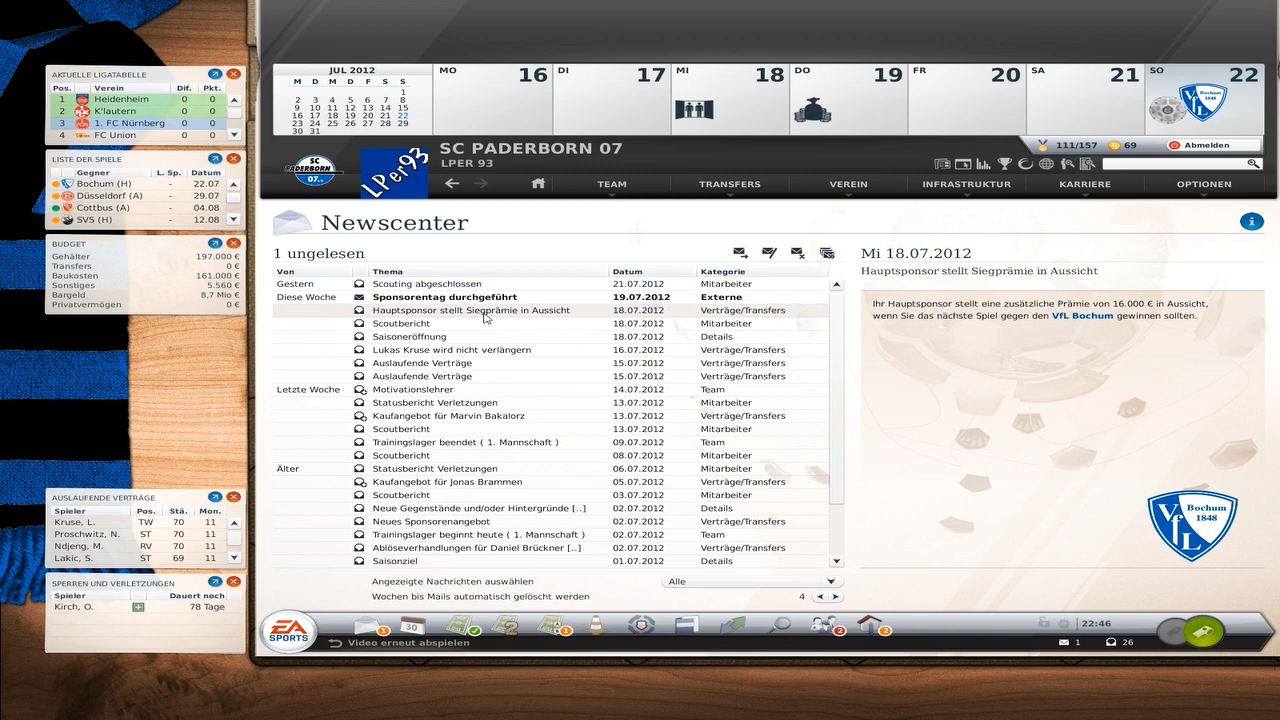 AKTUELLE LIGATABELLE
Pos. Verein Dif. Pkt.
1 Heidenheim 0 0
2 K'lautern 0 0
3 1. FC Nürnberg 0 0
4 FC Union 0 0
LISTE DER SPIELE
Gegner L. Sp. Datum
Bochum (H) - 22.07
Düsseldorf (A) - 29.07
Cottbus (A) - 04.08
SVS (H) - 12.08
BUDGET
Gehälter 197.000 €
Transfers 0 €
Baukosten 161.000 €
Sonstiges 5.560 €
Bargeld 8,7 Mio €
Privatvermögen 0 €
AUSLAUFENDE VERTRÄGE
Spieler Pos. Stä. Mon.
Kruse, L. TW 70 11
Proschwitz, N. ST 70 11
Ndjeng, M. RV 70 11
Lakic, S. ST 69 11
SPERREN UND VERLETZUNGEN
Spieler Dauert noch
Kirch, O. 78 Tage
JUL 2012
M D M D F S S
1
2 3 4 5 6 7 8
9 10 11 12 13 14 15
16 17 18 19 20 21 22
23 24 25 26 27 28 29
30 31
MO 16 DI 17 MI 18 DO 19 FR 20 SA 21 SO 22
Bochum
1848
SC
PADERBORN
07
LPer93
SC PADERBORN 07
LPER 93
111/157 69 Abmelden
TEAM TRANSFERS VEREIN INFRASTRUKTUR KARRIERE OPTIONEN
Newscenter
1 ungelesen
Von Thema Datum Kategorie
Gestern Scouting abgeschlossen 21.07.2012 Mitarbeiter
Diese Woche Sponsorentag durchgeführt 19.07.2012 Externe
Hauptsponsor stellt Siegprämie in Aussicht 18.07.2012 Verträge/Transfers
Scoutbericht 18.07.2012 Mitarbeiter
Saisoneröffnung 18.07.2012 Details
Lukas Kruse wird nicht verlängern 16.07.2012 Verträge/Transfers
Auslaufende Verträge 15.07.2012 Verträge/Transfers
Auslaufende Verträge 15.07.2012 Verträge/Transfers
Letzte Woche Motivationslehrer 14.07.2012 Team
Statusbericht Verletzungen 13.07.2012 Mitarbeiter
Kaufangebot für Marvin Bakalorz 13.07.2012 Verträge/Transfers
Scoutbericht 13.07.2012 Mitarbeiter
Trainingslager beendet ( 1. Mannschaft ) 09.07.2012 Team
Scoutbericht 08.07.2012 Mitarbeiter
Älter Statusbericht Verletzungen 06.07.2012 Mitarbeiter
Kaufangebot für Jonas Brammen 05.07.2012 Verträge/Transfers
Scoutbericht 03.07.2012 Mitarbeiter
Neue Gegenstände und/oder Hintergründe [..] 02.07.2012 Details
Neues Sponsorenangebot 02.07.2012 Verträge/Transfers
Trainingslager beginnt heute ( 1. Mannschaft ) 02.07.2012 Team
Ablöseverhandlungen für Daniel Brückner [..] 02.07.2012 Verträge/Transfers
Saisonziel 01.07.2012 Details
Angezeigte Nachrichten auswählen Alle
Wochen bis Mails automatisch gelöscht werden 4
Mi 18.07.2012
Hauptsponsor stellt Siegprämie in Aussicht
Ihr Hauptsponsor stellt eine zusätzliche Prämie von 16.000 € in Aussicht,
wenn Sie das nächste Spiel gegen den VfL Bochum gewinnen sollten.
VfL Bochum
1848
EA
SPORTS
1 30 1 2 2
22:46
Video erneut abspielen
1 26